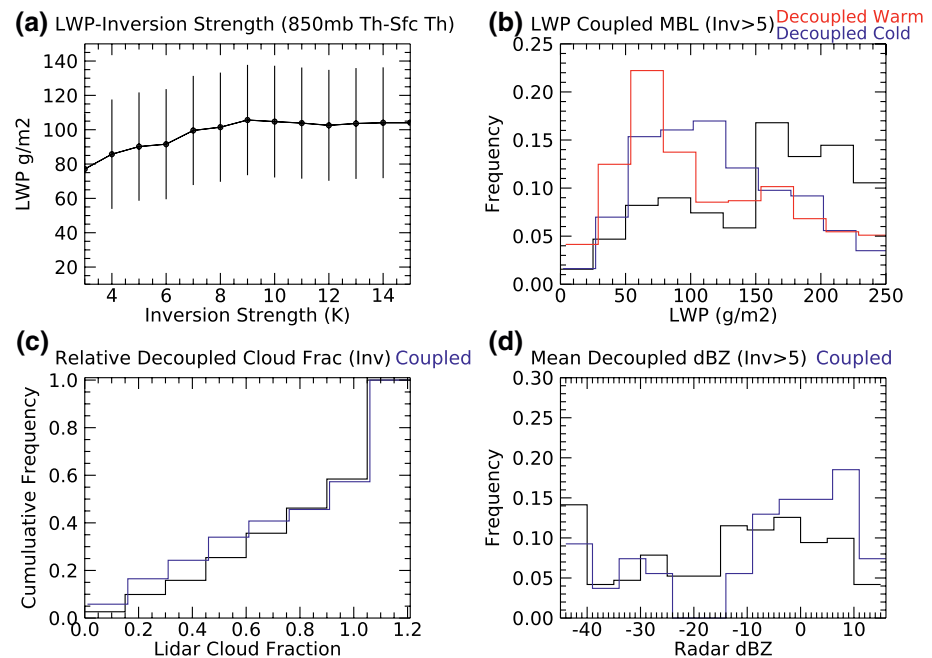 (a) LWP-Inversion Strength (850mb Th-Sfc Th)
LWP g/m2
140
120
100
80
60
40
20
4 6 8 10 12 14
Inversion Strength (K)
(b) LWP Coupled MBL (Inv>5) Decoupled Warm
Decoupled Cold
Frequency
0.25
0.20
0.15
0.10
0.05
0.00
0 50 100 150 200 250
LWP (g/m2)
(c) Relative Decoupled Cloud Frac (Inv) Coupled
Cumuluative Frequency
1.0
0.8
0.6
0.4
0.2
0.0
0.0 0.2 0.4 0.6 0.8 1.0 1.2
Lidar Cloud Fraction
(d) Mean Decoupled dBZ (Inv>5) Coupled
Frequency
0.30
0.25
0.20
0.15
0.10
0.05
0.00
-40 -30 -20 -10 0 10
Radar dBZ